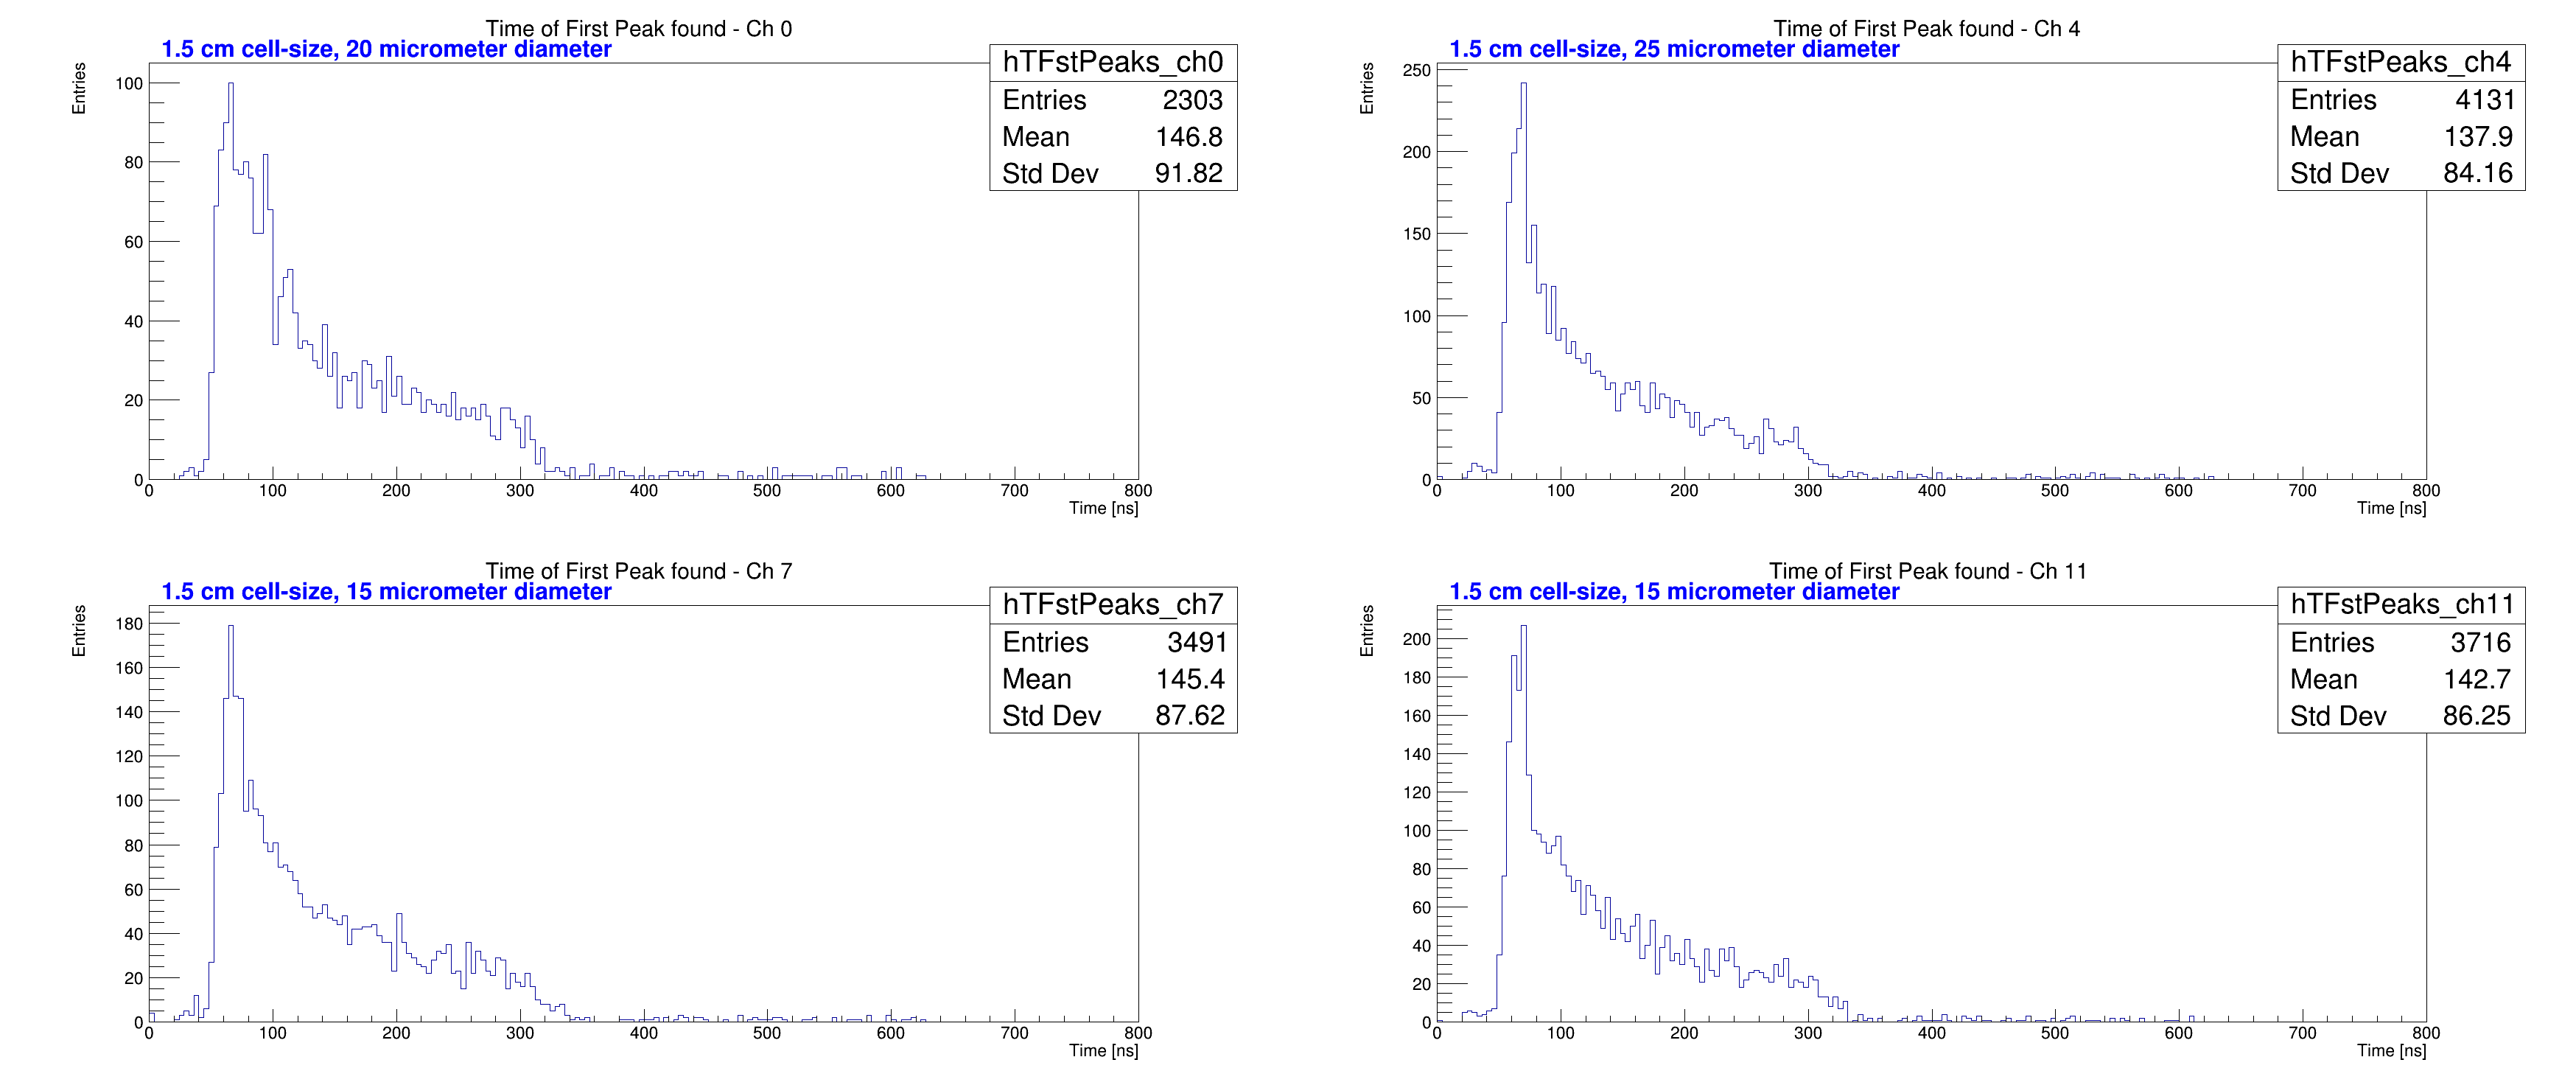 Time of First Peak found - Ch 0
1.5 cm cell-size, 20 micrometer diameter
hTFstPeaks_ch0
Entries 2303
Mean 146.8
Std Dev 91.82
Entries
100
80
60
40
20
0
0 100 200 300 400 500 600 700 800
Time [ns]
Time of First Peak found - Ch 4
1.5 cm cell-size, 25 micrometer diameter
hTFstPeaks_ch4
Entries 4131
Mean 137.9
Std Dev 84.16
Entries
250
200
150
100
50
0
0 100 200 300 400 500 600 700 800
Time [ns]
Time of First Peak found - Ch 7
1.5 cm cell-size, 15 micrometer diameter
hTFstPeaks_ch7
Entries 3491
Mean 145.4
Std Dev 87.62
Entries
180
160
140
120
100
80
60
40
20
0
0 100 200 300 400 500 600 700 800
Time [ns]
Time of First Peak found - Ch 11
1.5 cm cell-size, 15 micrometer diameter
hTFstPeaks_ch11
Entries 3716
Mean 142.7
Std Dev 86.25
Entries
200
180
160
140
120
100
80
60
40
20
0
0 100 200 300 400 500 600 700 800
Time [ns]